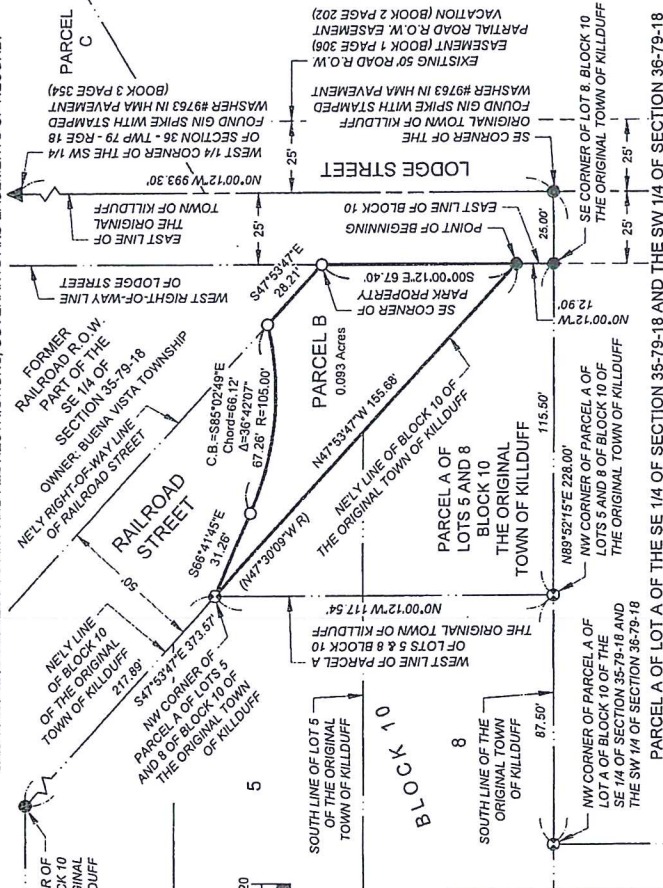 PARCEL
C
EXISTING 50' ROAD R.O.W.
EASEMENT (BOOK 1 PAGE 306)
PARTIAL ROAD R.O.W. EASEMENT
VACATION (BOOK 2 PAGE 202)
WEST 1/4 CORNER OF THE SW 1/4
OF SECTION 36 - TWP 79 - RGE 18
FOUND GIN SPIKE WITH STAMPED
WASHER #9763 IN HMA PAVEMENT
(BOOK 3 PAGE 354)
SE CORNER OF THE
ORIGINAL TOWN OF KILLDUFF
FOUND GIN SPIKE WITH STAMPED
WASHER #9763 IN HMA PAVEMENT
25'
25'
N0°00'12"W 993.30'
LODGE STREET
EAST LINE OF
THE ORIGINAL
TOWN OF KILLDUFF
25'
25'
25.00'
SE CORNER OF LOT 8, BLOCK 10
THE ORIGINAL TOWN OF KILLDUFF
POINT OF BEGINNING
EAST LINE OF BLOCK 10
WEST RIGHT-OF-WAY LINE
OF LODGE STREET
S47°53'47"E
28.21'
S00°00'12"E 67.40'
SE CORNER OF
PARK PROPERTY
N0°00'12"W
12.90'
FORMER
RAILROAD R.O.W.
PART OF THE
SE 1/4 OF
SECTION 35-79-18
OWNER: BUENA VISTA TOWNSHIP
NE'LY RIGHT-OF-WAY LINE
OF RAILROAD STREET
C.B.=S85°02'49"E
Chord=66.12'
Δ=36°42'07"
67.26' R=105.00'
PARCEL B
0.093 Acres
RAILROAD
STREET
50'
S66°41'45"E
31.26'
N47°53'47"W 155.68'
(N47°30'09"W R)
NE'LY LINE OF BLOCK 10 OF
THE ORIGINAL TOWN OF KILLDUFF
PARCEL A OF
LOTS 5 AND 8
BLOCK 10
THE ORIGINAL
TOWN OF KILLDUFF
115.50'
N89°52'15"E 228.00'
NW CORNER OF PARCEL A OF
LOTS 5 AND 8 OF BLOCK 10 OF
THE ORIGINAL TOWN OF KILLDUFF
N0°00'12"W 117.54'
WEST LINE OF PARCEL A
OF LOTS 5 & 8 BLOCK 10
THE ORIGINAL TOWN OF KILLDUFF
NE'LY LINE
OF BLOCK 10
OF THE ORIGINAL
TOWN OF KILLDUFF
217.89'
S47°53'47"E 373.57'
NW CORNER OF
PARCEL A OF LOTS 5
AND 8 OF BLOCK 10 OF
THE ORIGINAL TOWN
OF KILLDUFF
5
SOUTH LINE OF LOT 5
OF THE ORIGINAL
TOWN OF KILLDUFF
BLOCK 10
8
SOUTH LINE OF THE
ORIGINAL TOWN
OF KILLDUFF
87.50'
NW CORNER OF PARCEL A OF
LOT A OF BLOCK 10 OF THE
SE 1/4 OF SECTION 35-79-18 AND
THE SW 1/4 OF SECTION 36-79-18
R OF
CK 10
GINAL
DUFF
20
PARCEL A OF LOT A OF THE SE 1/4 OF SECTION 35-79-18 AND THE SW 1/4 OF SECTION 36-79-18